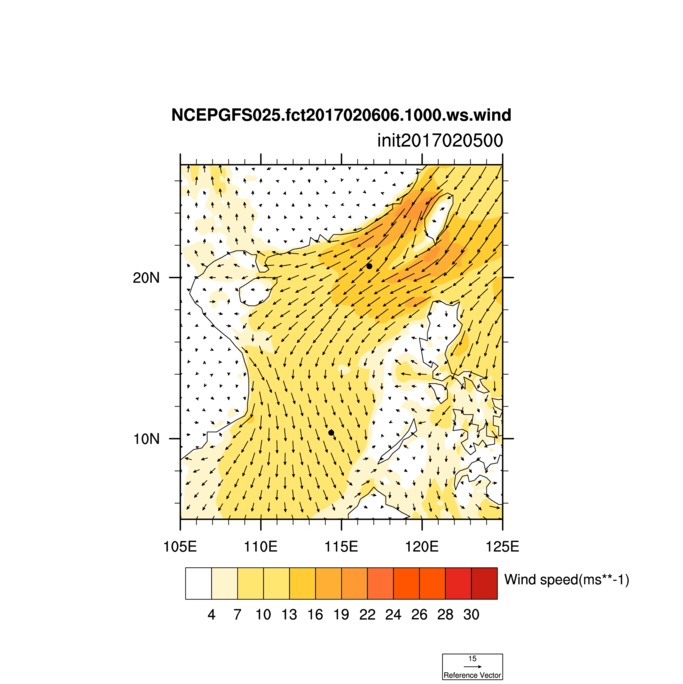 NCEPGFS025.fct2017020606.1000.ws.wind
init2017020500
20N
10N
105E 110E 115E 120E 125E
Wind speed(ms**-1)
4 7 10 13 16 19 22 24 26 28 30
15
Reference Vector